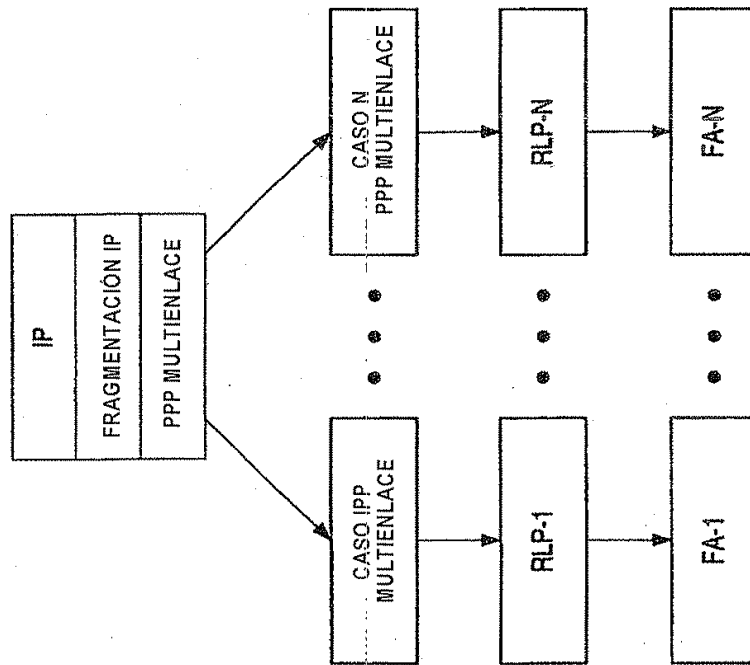 IP
FRAGMENTACIÓN IP
PPP MULTIENLACE
CASO IPP
MULTIENLACE
CASO N
PPP MULTIENLACE
RLP-1
RLP-N
FA-1
FA-N